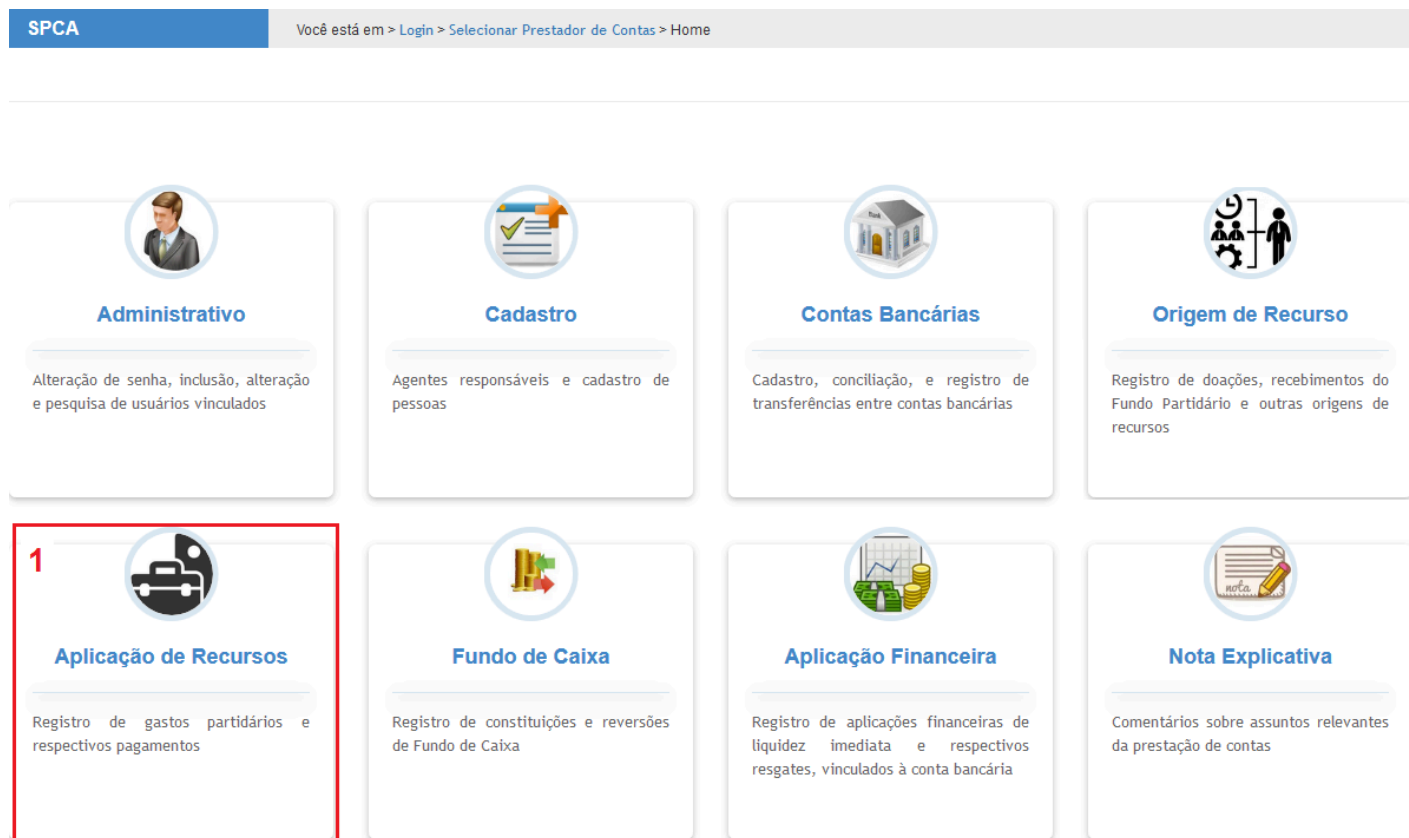 SPCA
Você está em > Login > Selecionar Prestador de Contas > Home
Administrativo
Alteração de senha, inclusão, alteração
e pesquisa de usuários vinculados
Cadastro
Agentes responsáveis e cadastro de
pessoas
Bank
Contas Bancárias
Cadastro, conciliação, e registro de
transferências entre contas bancárias
Origem de Recurso
Registro de doações, recebimentos do
Fundo Partidário e outras origens de
recursos
1
Aplicação de Recursos
Registro de gastos partidários e
respectivos pagamentos
Fundo de Caixa
Registro de constituições e reversões
de Fundo de Caixa
Aplicação Financeira
Registro de aplicações financeiras de
liquidez imediata e respectivos
resgates, vinculados à conta bancária
nota
Nota Explicativa
Comentários sobre assuntos relevantes
da prestação de contas